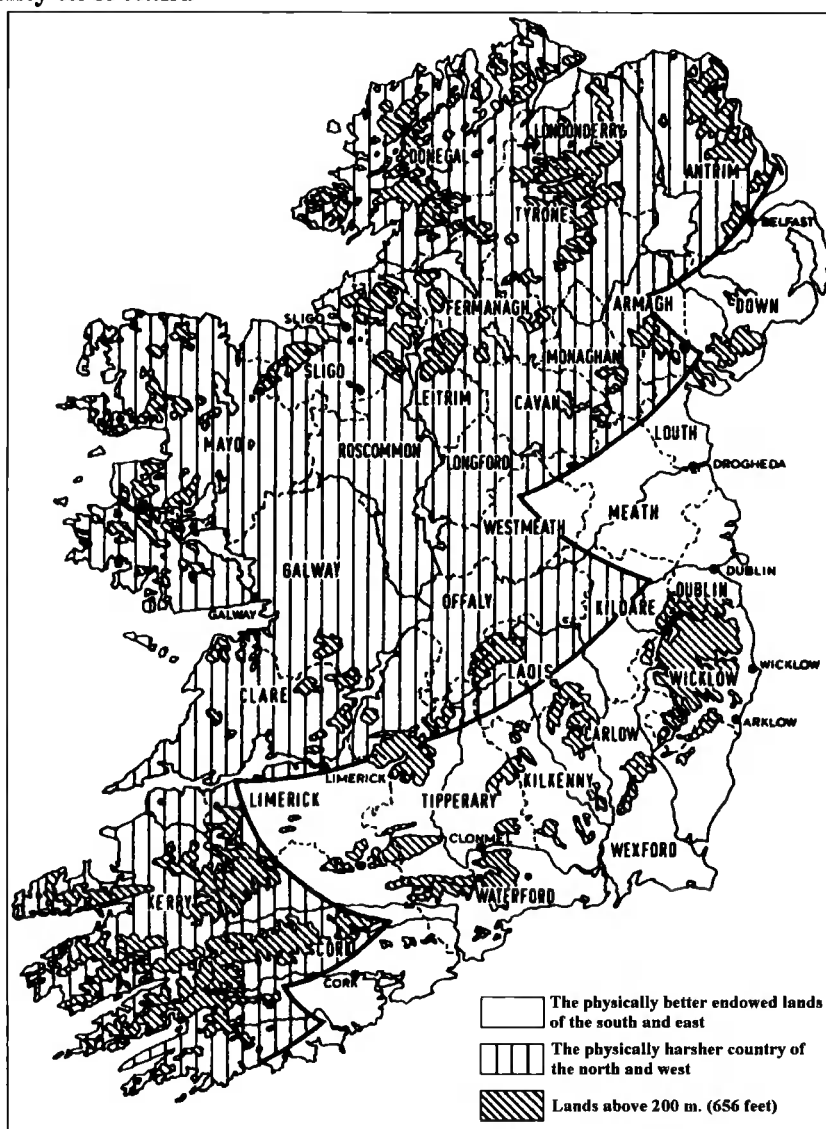 LONDONDERRY
DONEGAL
ANTRIM
TYRONE
BELFAST
FERMANAGH
ARMAGH
DOWN
SLIGO
MONAGHAN
SLIGO
LEITRIM
CAVAN
MAYO
ROSCOMMON
LONGFORD
LOUTH
DROGHEDA
MEATH
WESTMEATH
GALWAY
DUBLIN
OFFALY
KILDARE
DUBLIN
GALWAY
LAOIS
WICKLOW
WICKLOW
CLARE
CARLOW
ARKLOW
LIMERICK
LIMERICK
TIPPERARY
KILKENNY
CLONMEL
WEXFORD
KERRY
WATERFORD
CORK
CORK
The physically better endowed lands
of the south and east
The physically harsher country of
the north and west
Lands above 200 m. (656 feet)